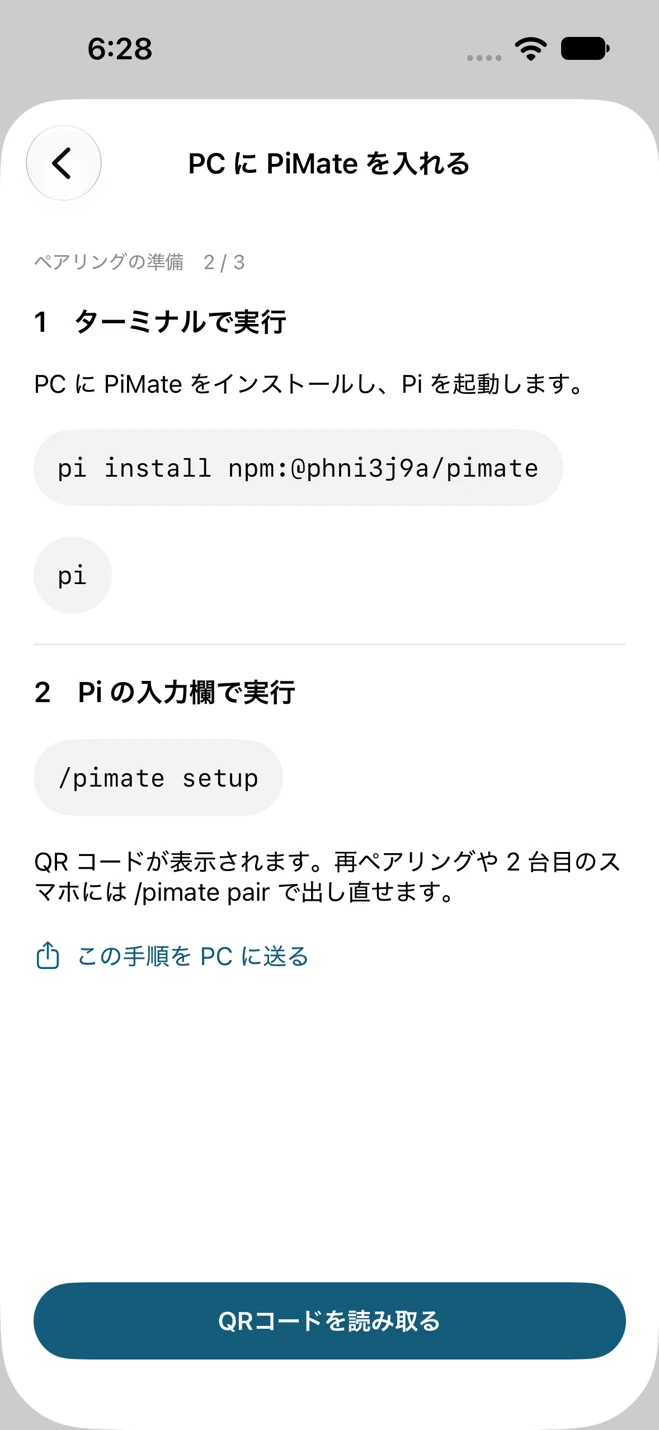 6:28
PC に PiMate を入れる
ペアリングの準備 2 / 3
1 ターミナルで実行
PC に PiMate をインストールし、Pi を起動します。
pi install npm:@phni3j9a/pimate
pi
2 Pi の入力欄で実行
/pimate setup
QR コードが表示されます。再ペアリングや 2 台目のス
マホには /pimate pair で出し直せます。
この手順を PC に送る
QRコードを読み取る